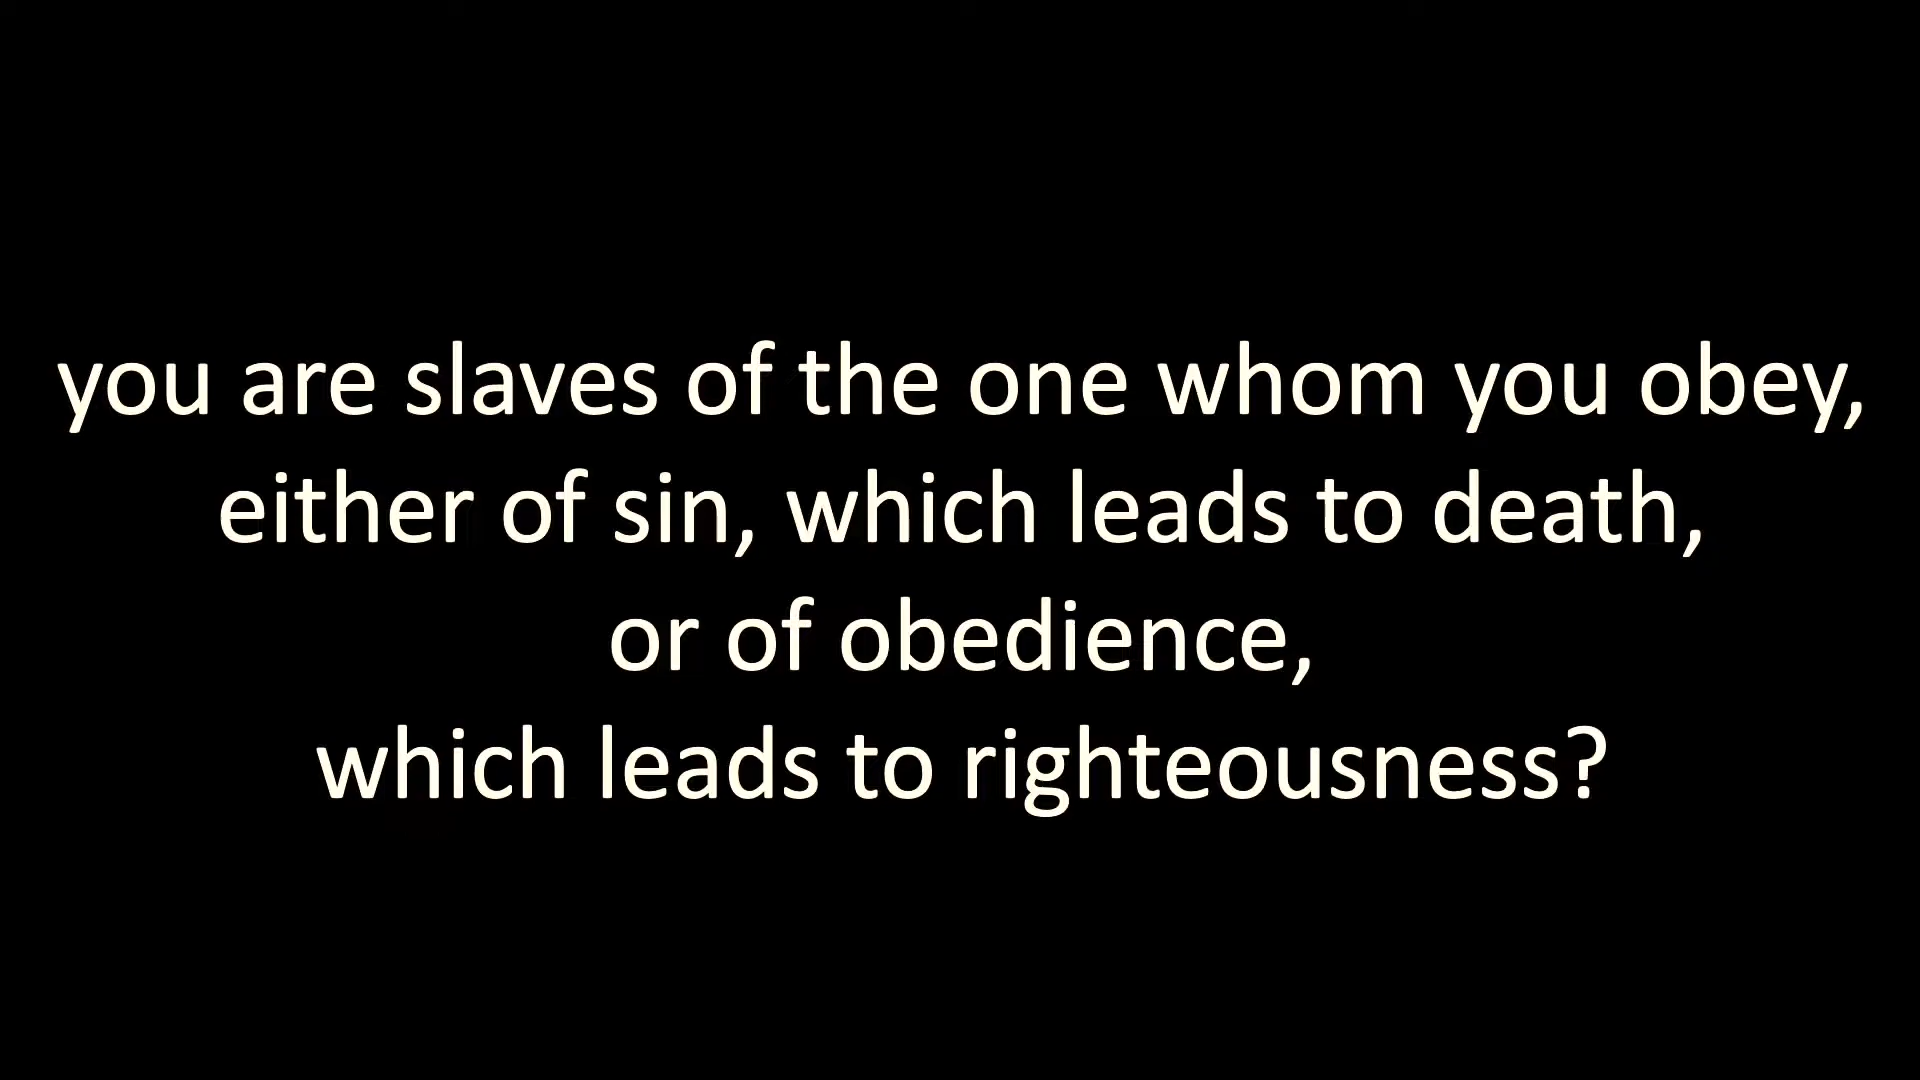 you are slaves of the one whom you obey,
either of sin, which leads to death,
or of obedience,
which leads to righteousness?